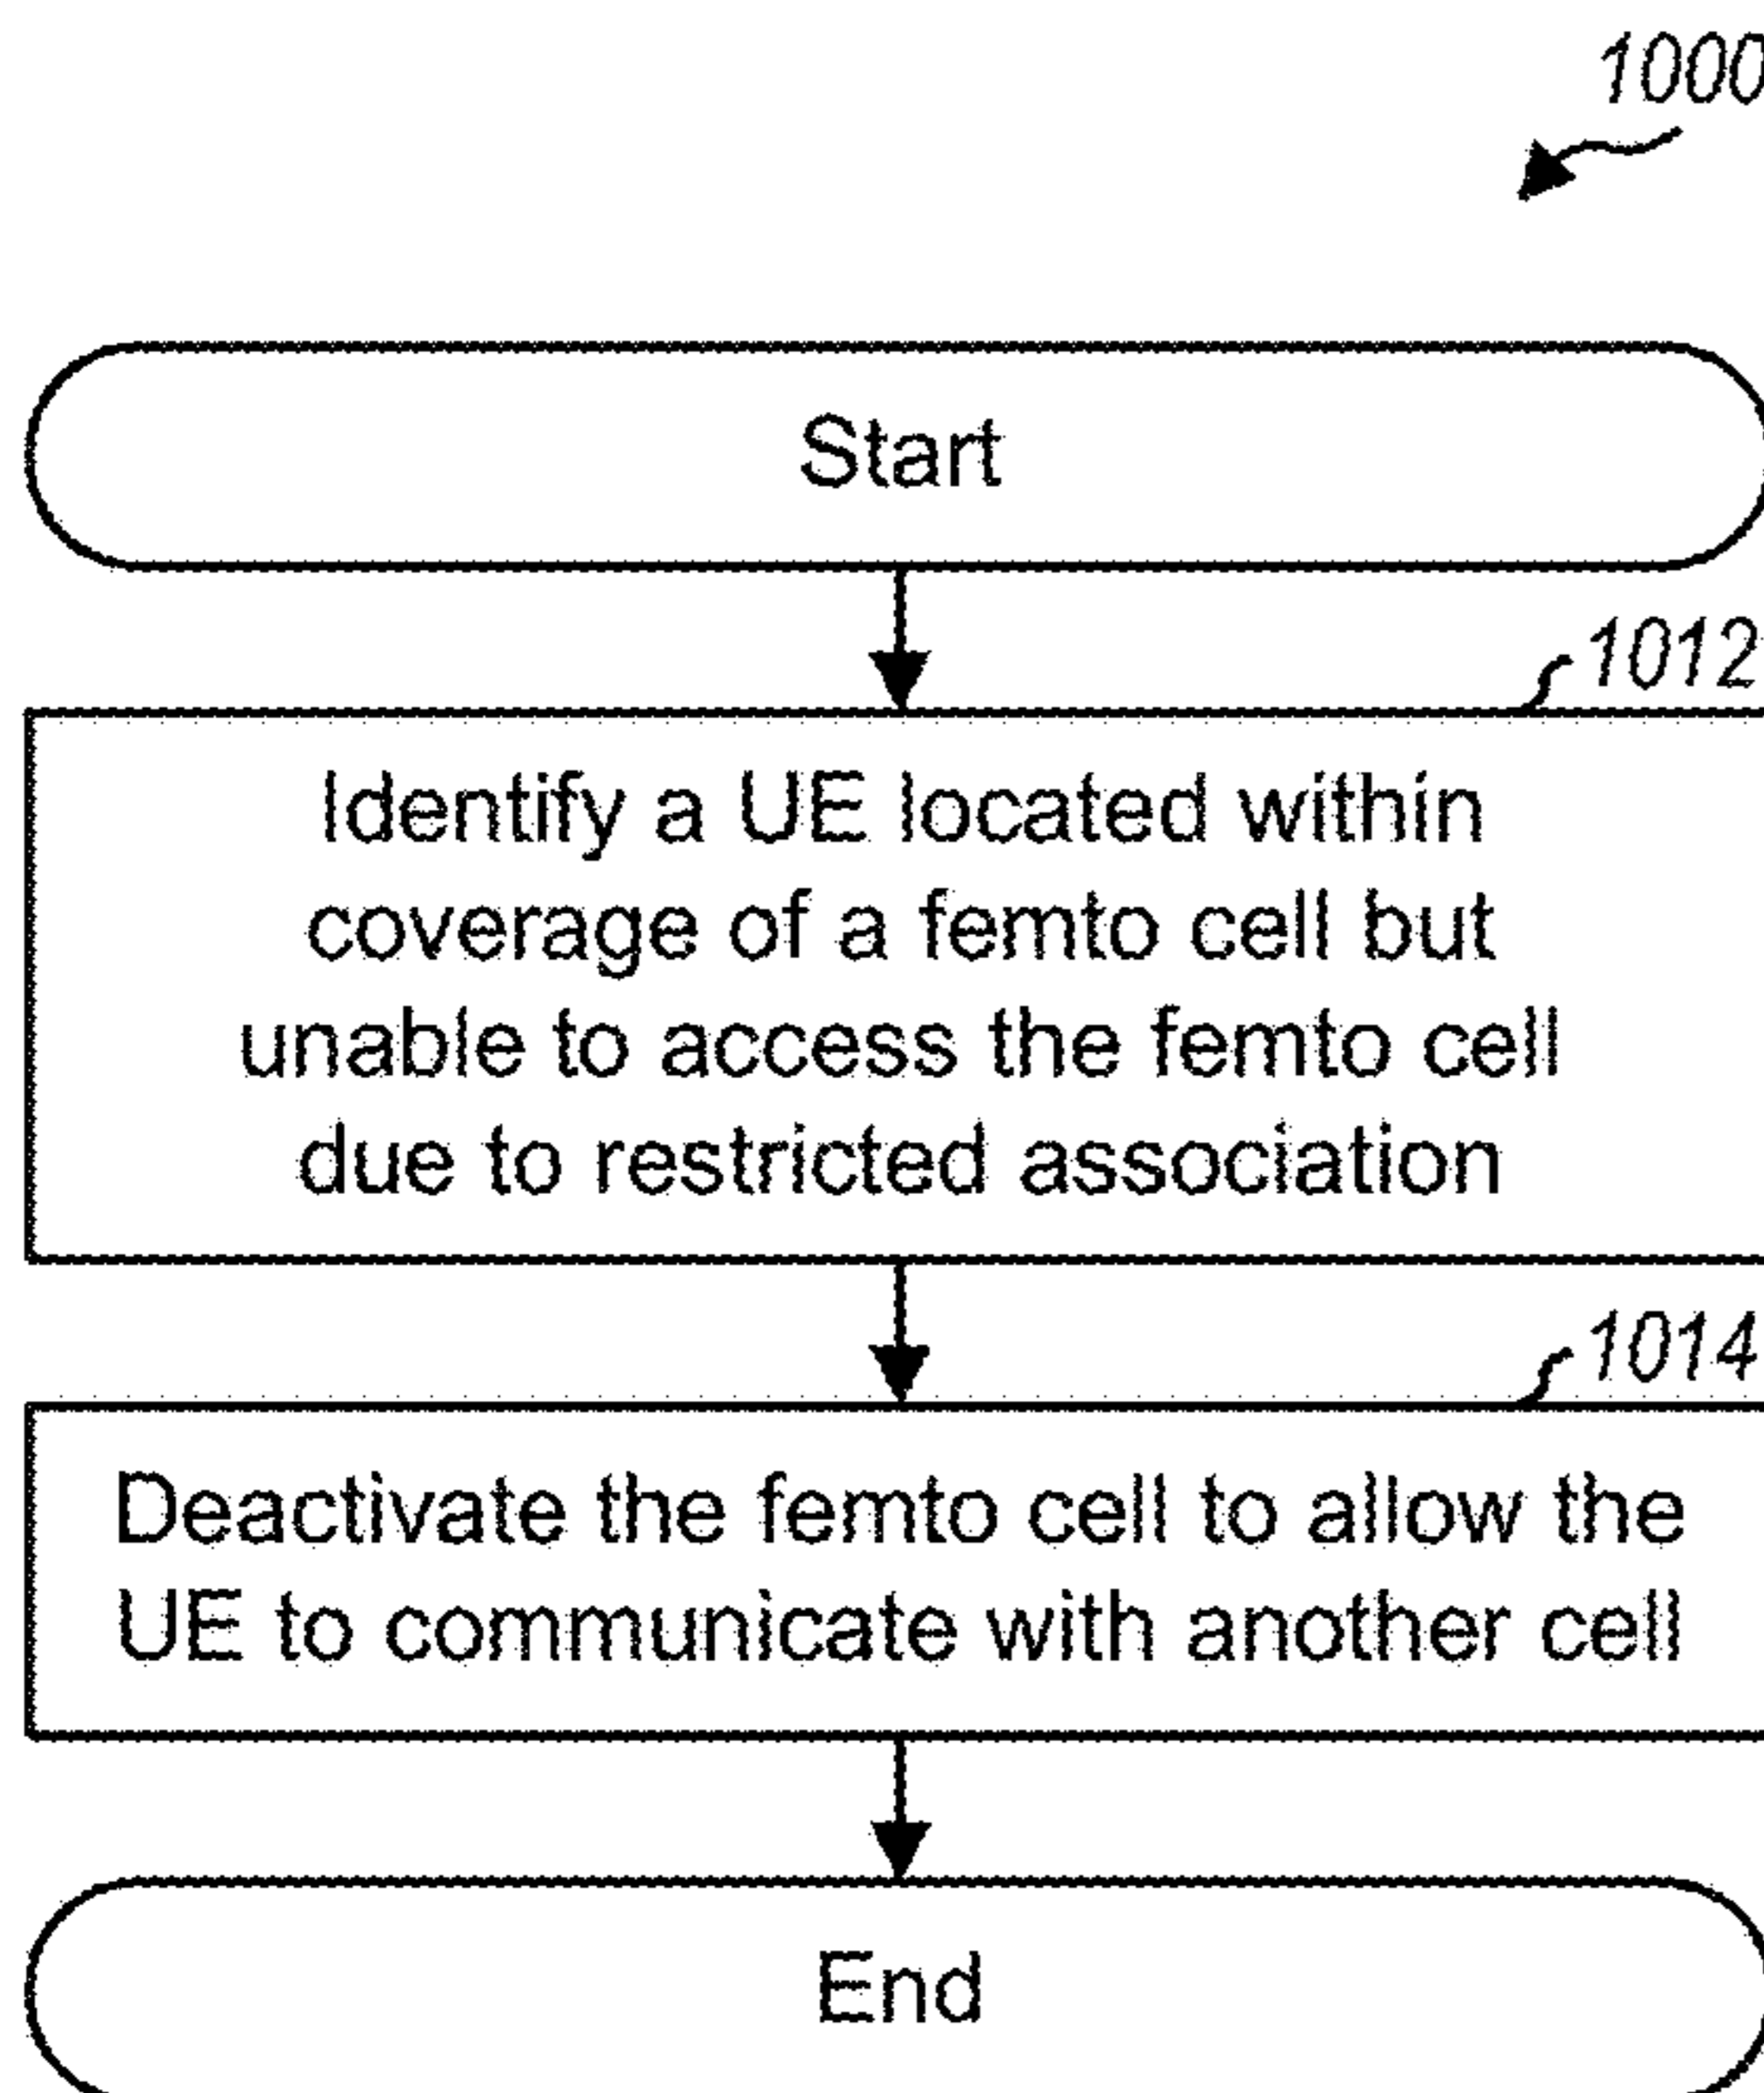 1000
Start
1012
Identify a UE located within
coverage of a femto cell but
unable to access the femto cell
due to restricted association
1014
Deactivate the femto cell to allow the
UE to communicate with another cell
End